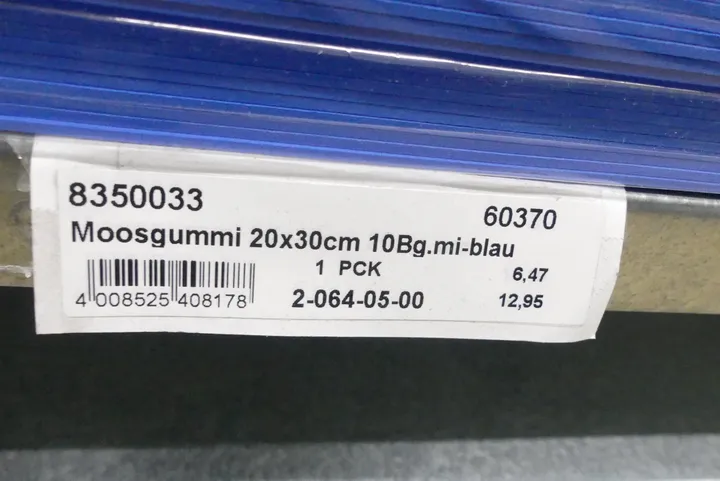 8350033 60370
Moosgummi 20x30cm 10Bg.mi-blau
1 PCK 6,47
4 008525 408178 2-064-05-00 12,95